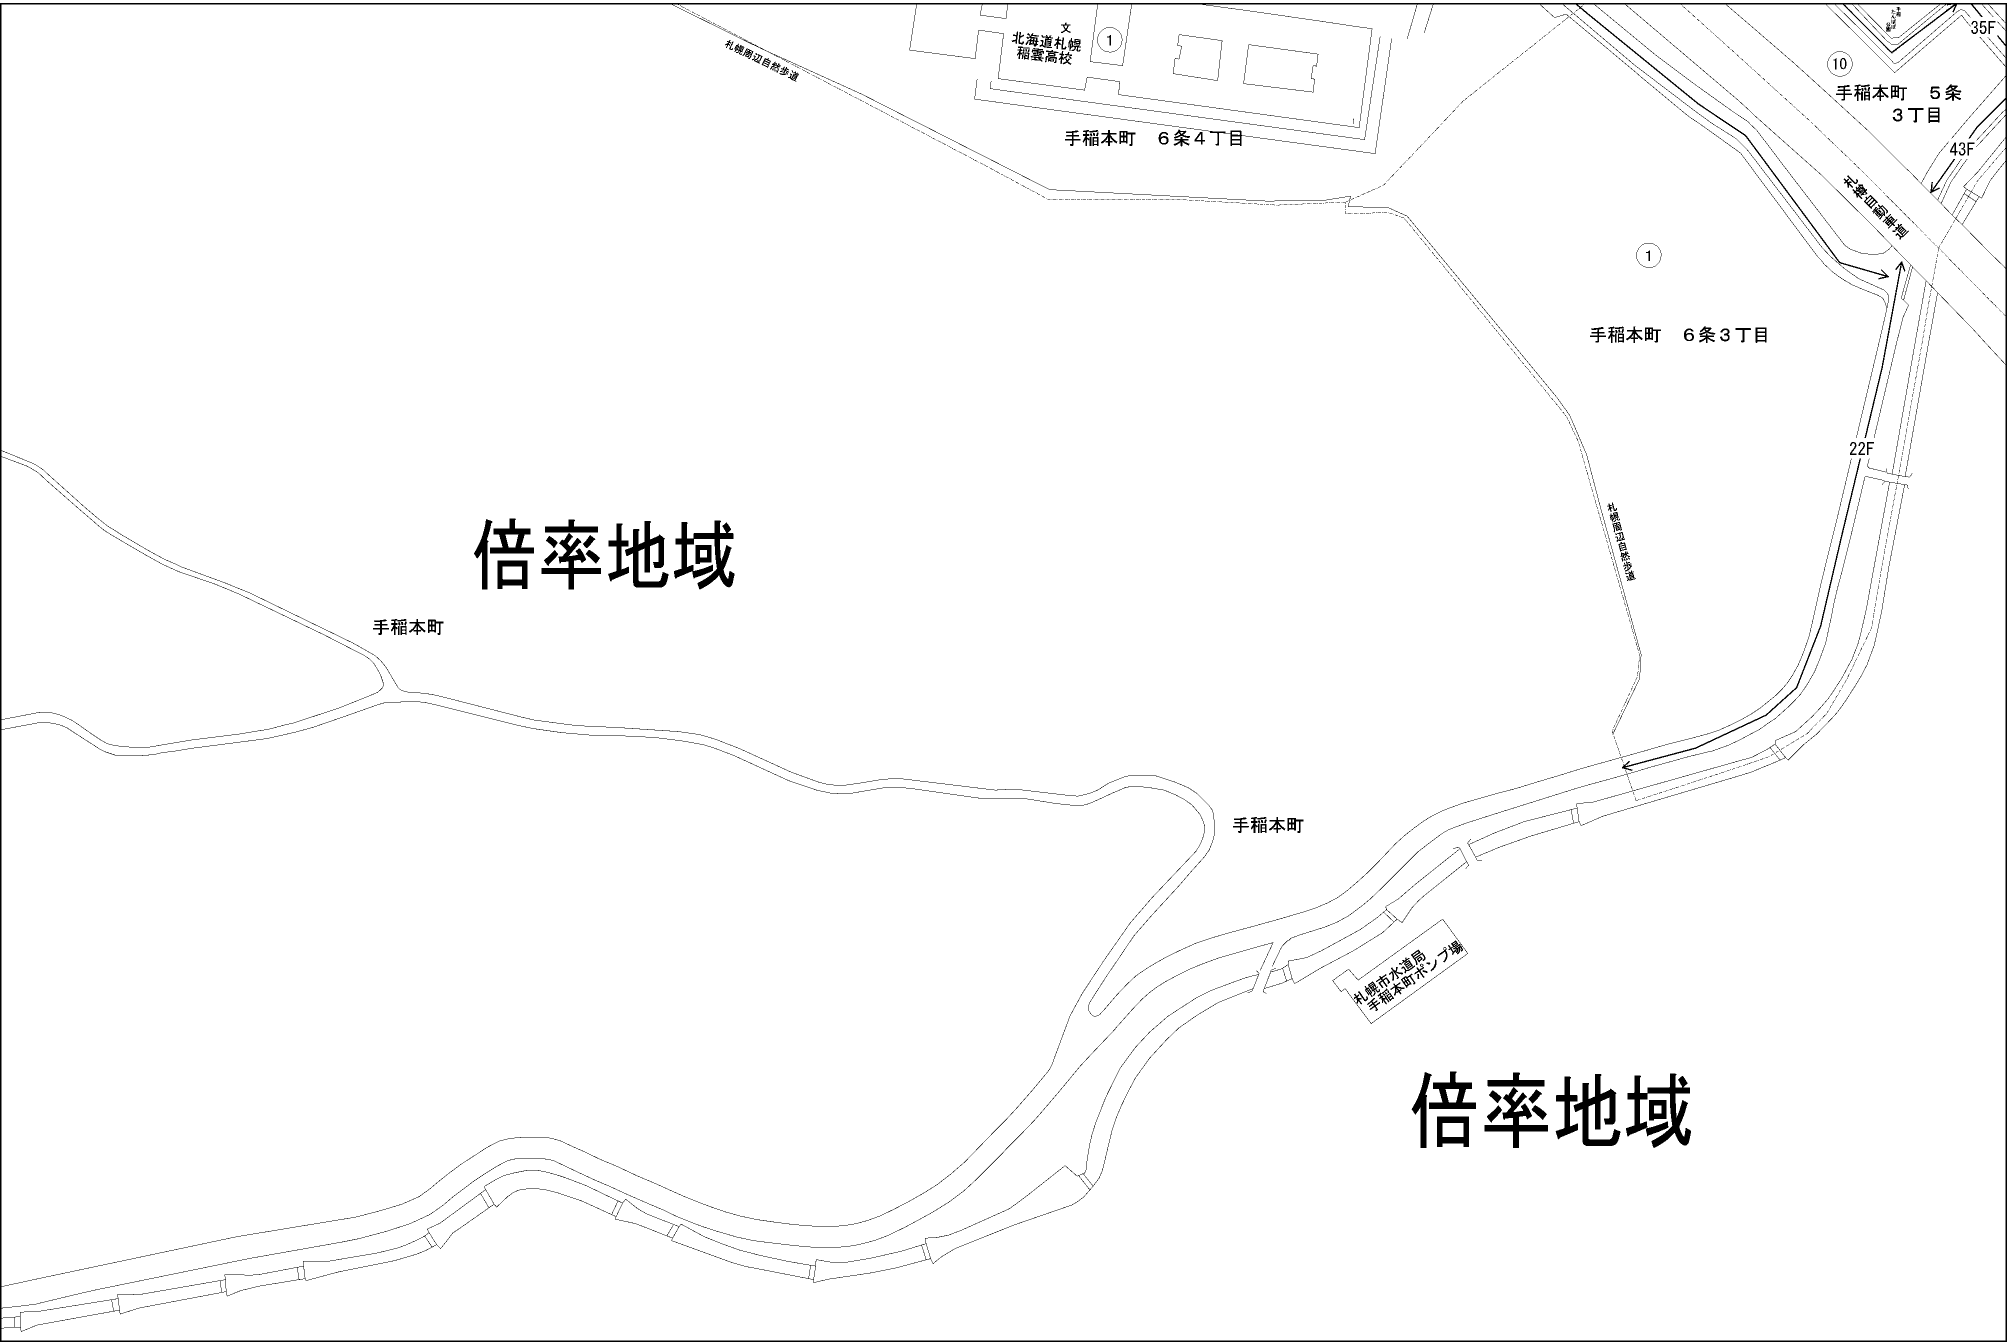 文
北海道札幌
稲雲高校
1
札幌周辺自然歩道
手稲本町　６条４丁目
35F
10
手稲本町　５条
３丁目
43F
札樽自動車道
1
手稲本町　６条３丁目
22F
札幌周辺自然歩道
倍率地域
手稲本町
手稲本町
札幌市水道局
手稲本町ポンプ場
倍率地域